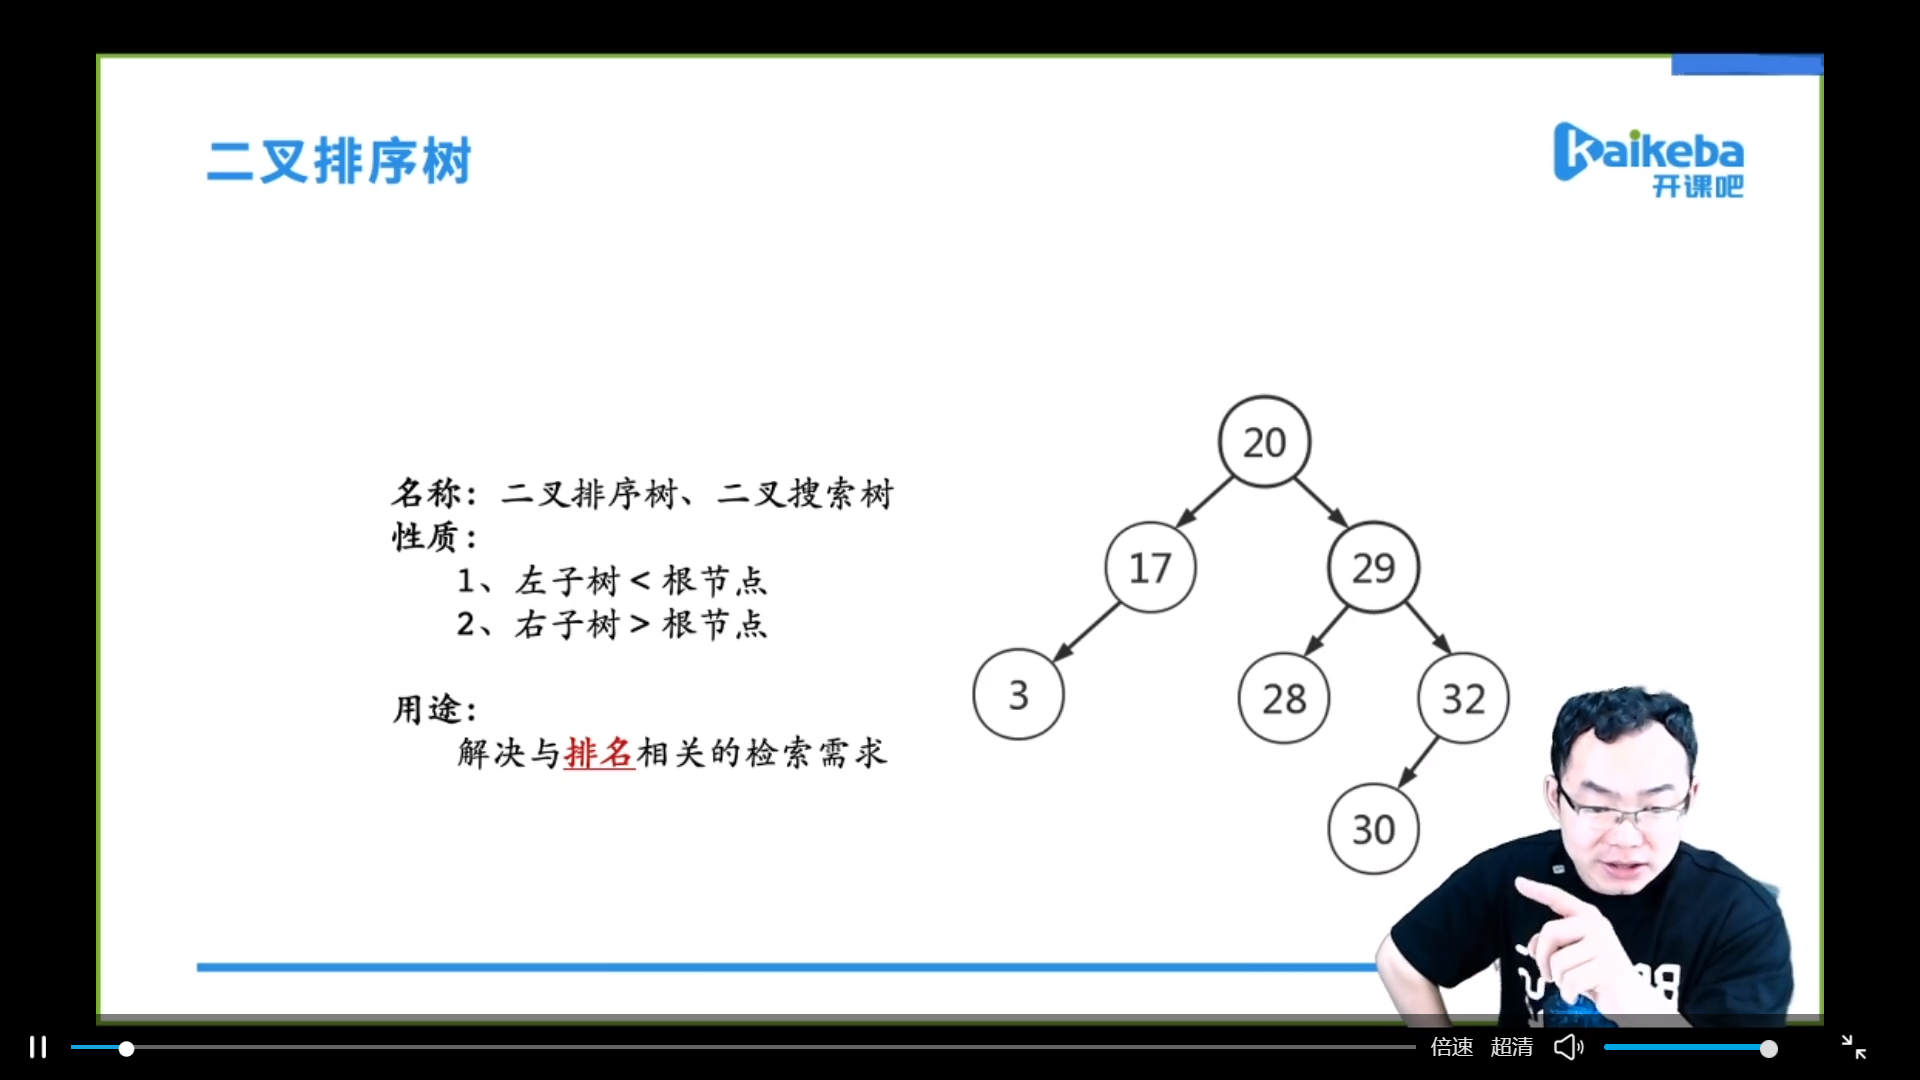 二叉排序树
kaikeba
开课吧
名称：二叉排序树、二叉搜索树
性质：
1、左子树 < 根节点
2、右子树 > 根节点
用途：
解决与排名相关的检索需求
20
17
29
3
28
32
30
倍速 超清